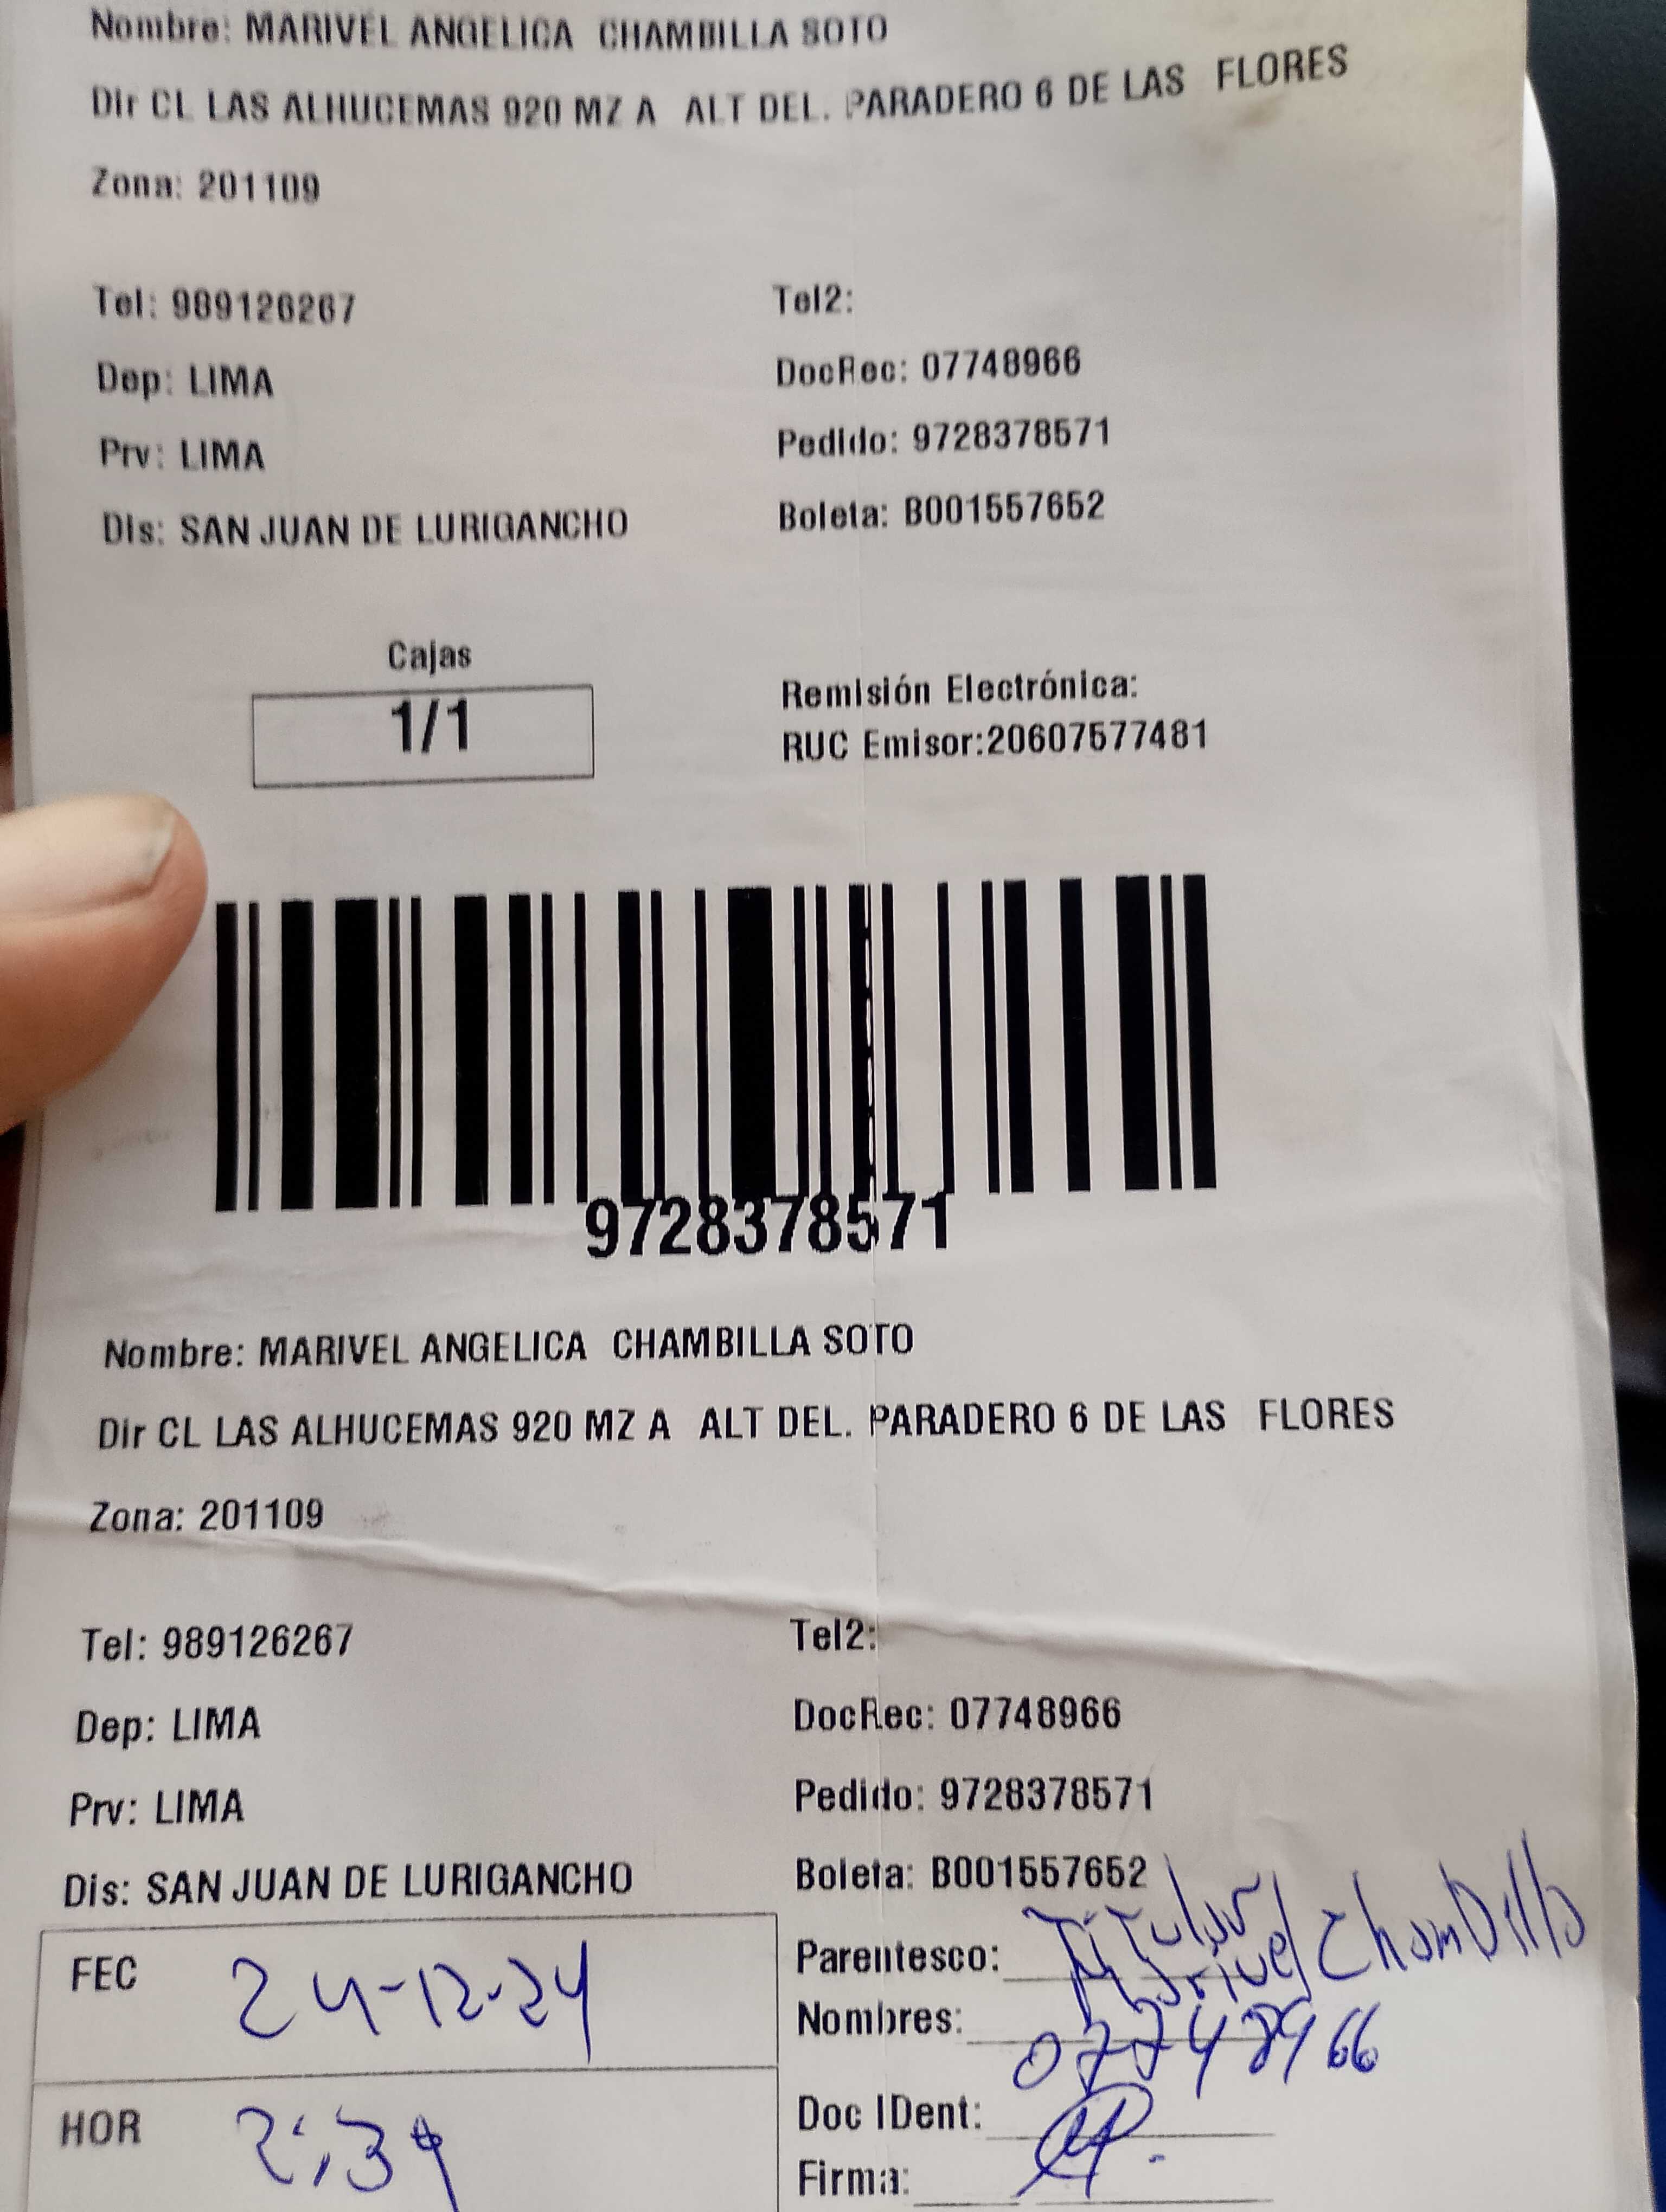 Nombre: MARIVEL ANGELICA CHAMBILLA SOTO
Dir CL LAS ALHUCEMAS 920 MZ A ALT DEL. PARADERO 6 DE LAS FLORES
Zona: 201109
Tel: 989126267 Tel2:
Dep: LIMA DocRec: 07748966
Prv: LIMA Pedido: 9728378571
Dis: SAN JUAN DE LURIGANCHO Boleta: B001557652
Cajas
1/1
Remisión Electrónica:
RUC Emisor:20607577481
9728378571
Nombre: MARIVEL ANGELICA CHAMBILLA SOTO
Dir CL LAS ALHUCEMAS 920 MZ A ALT DEL. PARADERO 6 DE LAS FLORES
Zona: 201109
Tel: 989126267 Tel2:
Dep: LIMA DocRec: 07748966
Prv: LIMA Pedido: 9728378571
Dis: SAN JUAN DE LURIGANCHO Boleta: B001557652
FEC 24-12-24
HOR 2:39
Parentesco: Titular
Nombres: Marivel Chambilla
Doc IDent: 07748966
Firma: